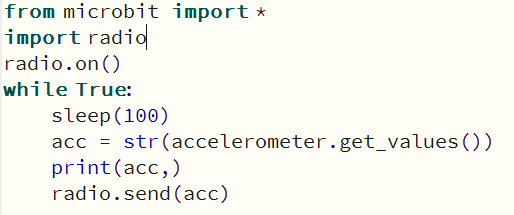 from microbit import *
import radio
radio.on()
while True:
    sleep(100)
    acc = str(accelerometer.get_values())
    print(acc,)
    radio.send(acc)